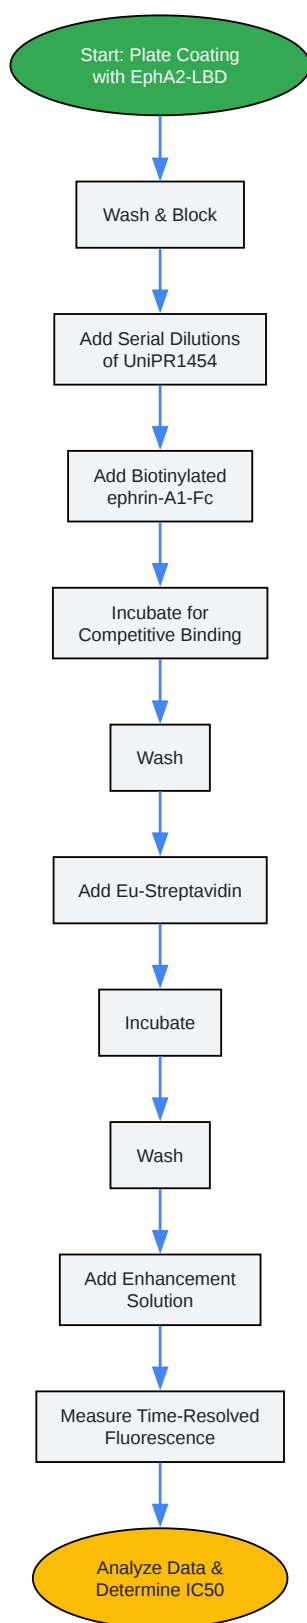 Start: Plate Coating
with EphA2-LBD
Wash & Block
Add Serial Dilutions
of UniPR1454
Add Biotinylated
ephrin-A1-Fc
Incubate for
Competitive Binding
Wash
Add Eu-Streptavidin
Incubate
Wash
Add Enhancement
Solution
Measure Time-Resolved
Fluorescence
Analyze Data &
Determine IC50